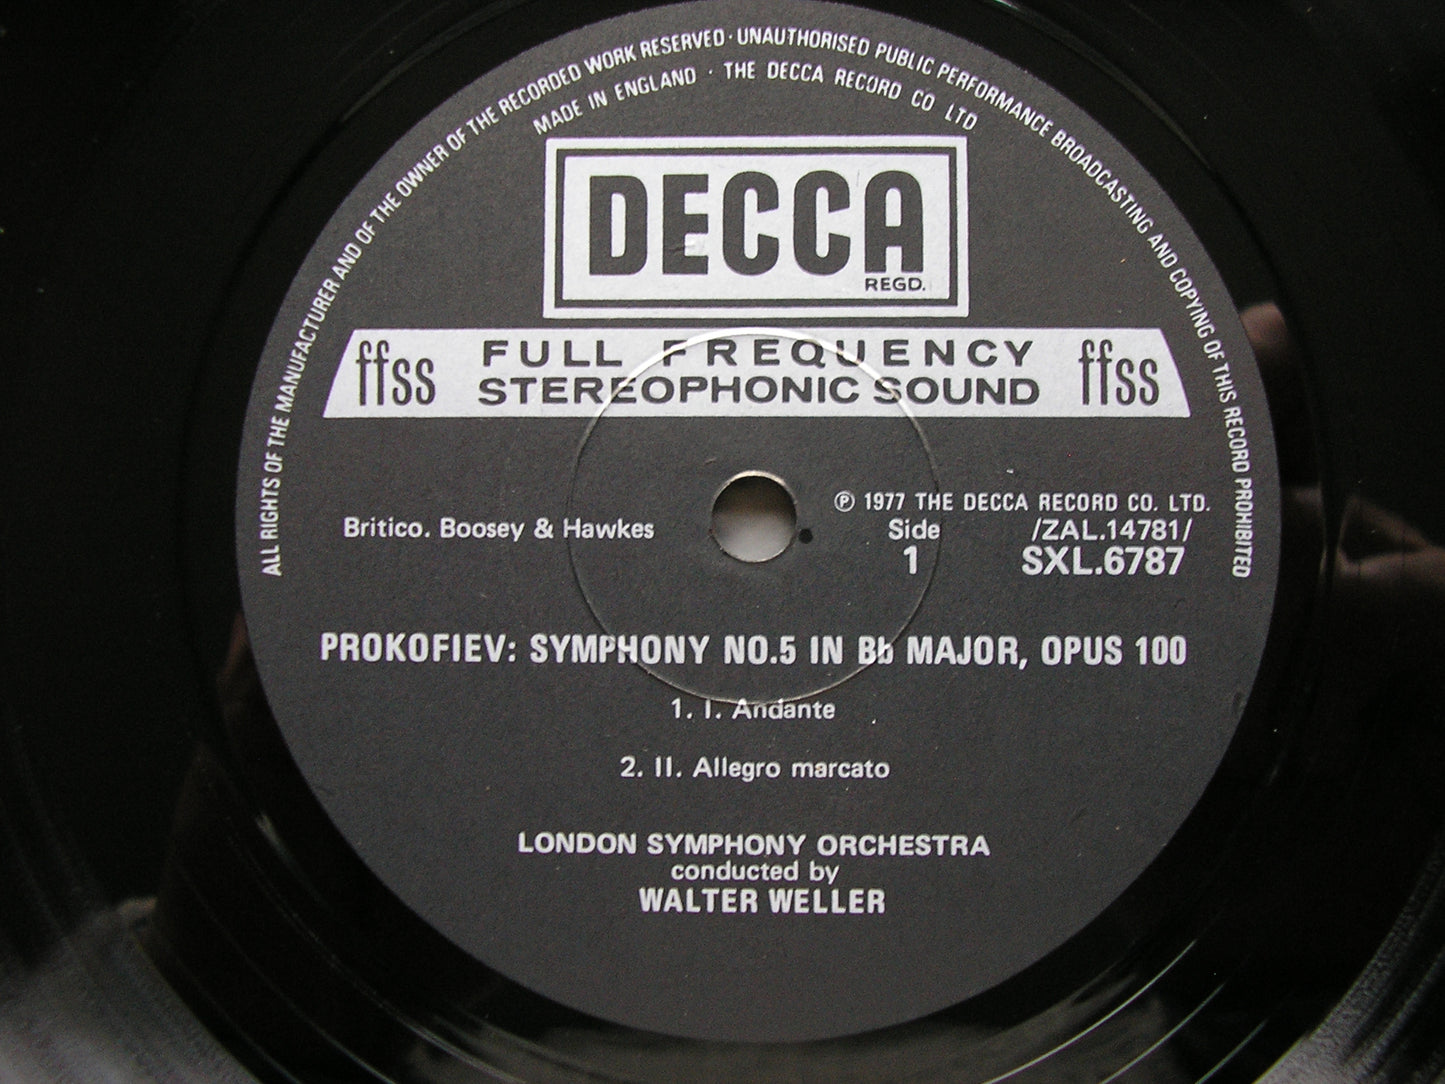 ALL RIGHTS OF THE MANUFACTURER AND OF THE OWNER OF THE RECORDED WORK RESERVED · UNAUTHORISED PUBLIC PERFORMANCE BROADCASTING AND COPYING OF THIS RECORD PROHIBITED
MADE IN ENGLAND · THE DECCA RECORD CO LTD
DECCA
REGD.
ffss FULL FREQUENCY ffss
STEREOPHONIC SOUND
℗ 1977 THE DECCA RECORD CO. LTD.
Britico. Boosey & Hawkes Side /ZAL.14781/
1 SXL.6787
PROKOFIEV: SYMPHONY NO.5 IN Bb MAJOR, OPUS 100
1. I. Andante
2. II. Allegro marcato
LONDON SYMPHONY ORCHESTRA
conducted by
WALTER WELLER